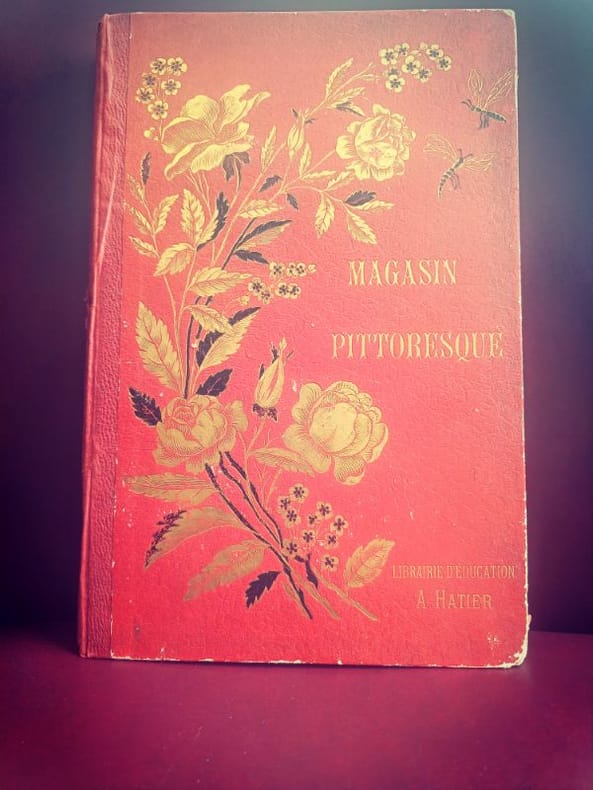 MAGASIN
PITTORESQUE
LIBRAIRIE D'ÉDUCATION
A HATIER